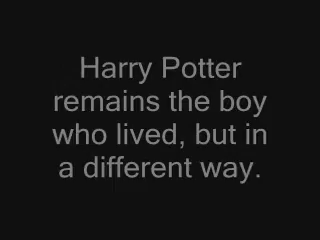 Harry Potter
remains the boy
who lived, but in
a different way.